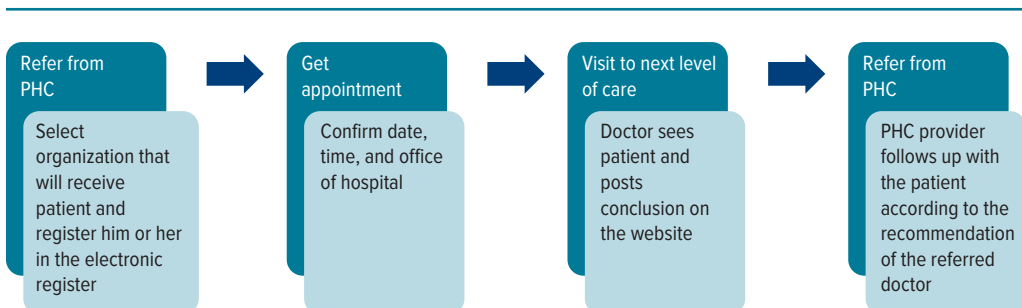 Refer from
PHC
Select
organization that
will receive
patient and
register him or her
in the electronic
register
Get
appointment
Confirm date,
time, and office
of hospital
Visit to next level
of care
Doctor sees
patient and
posts
conclusion on
the website
Refer from
PHC
PHC provider
follows up with
the patient
according to the
recommendation
of the referred
doctor